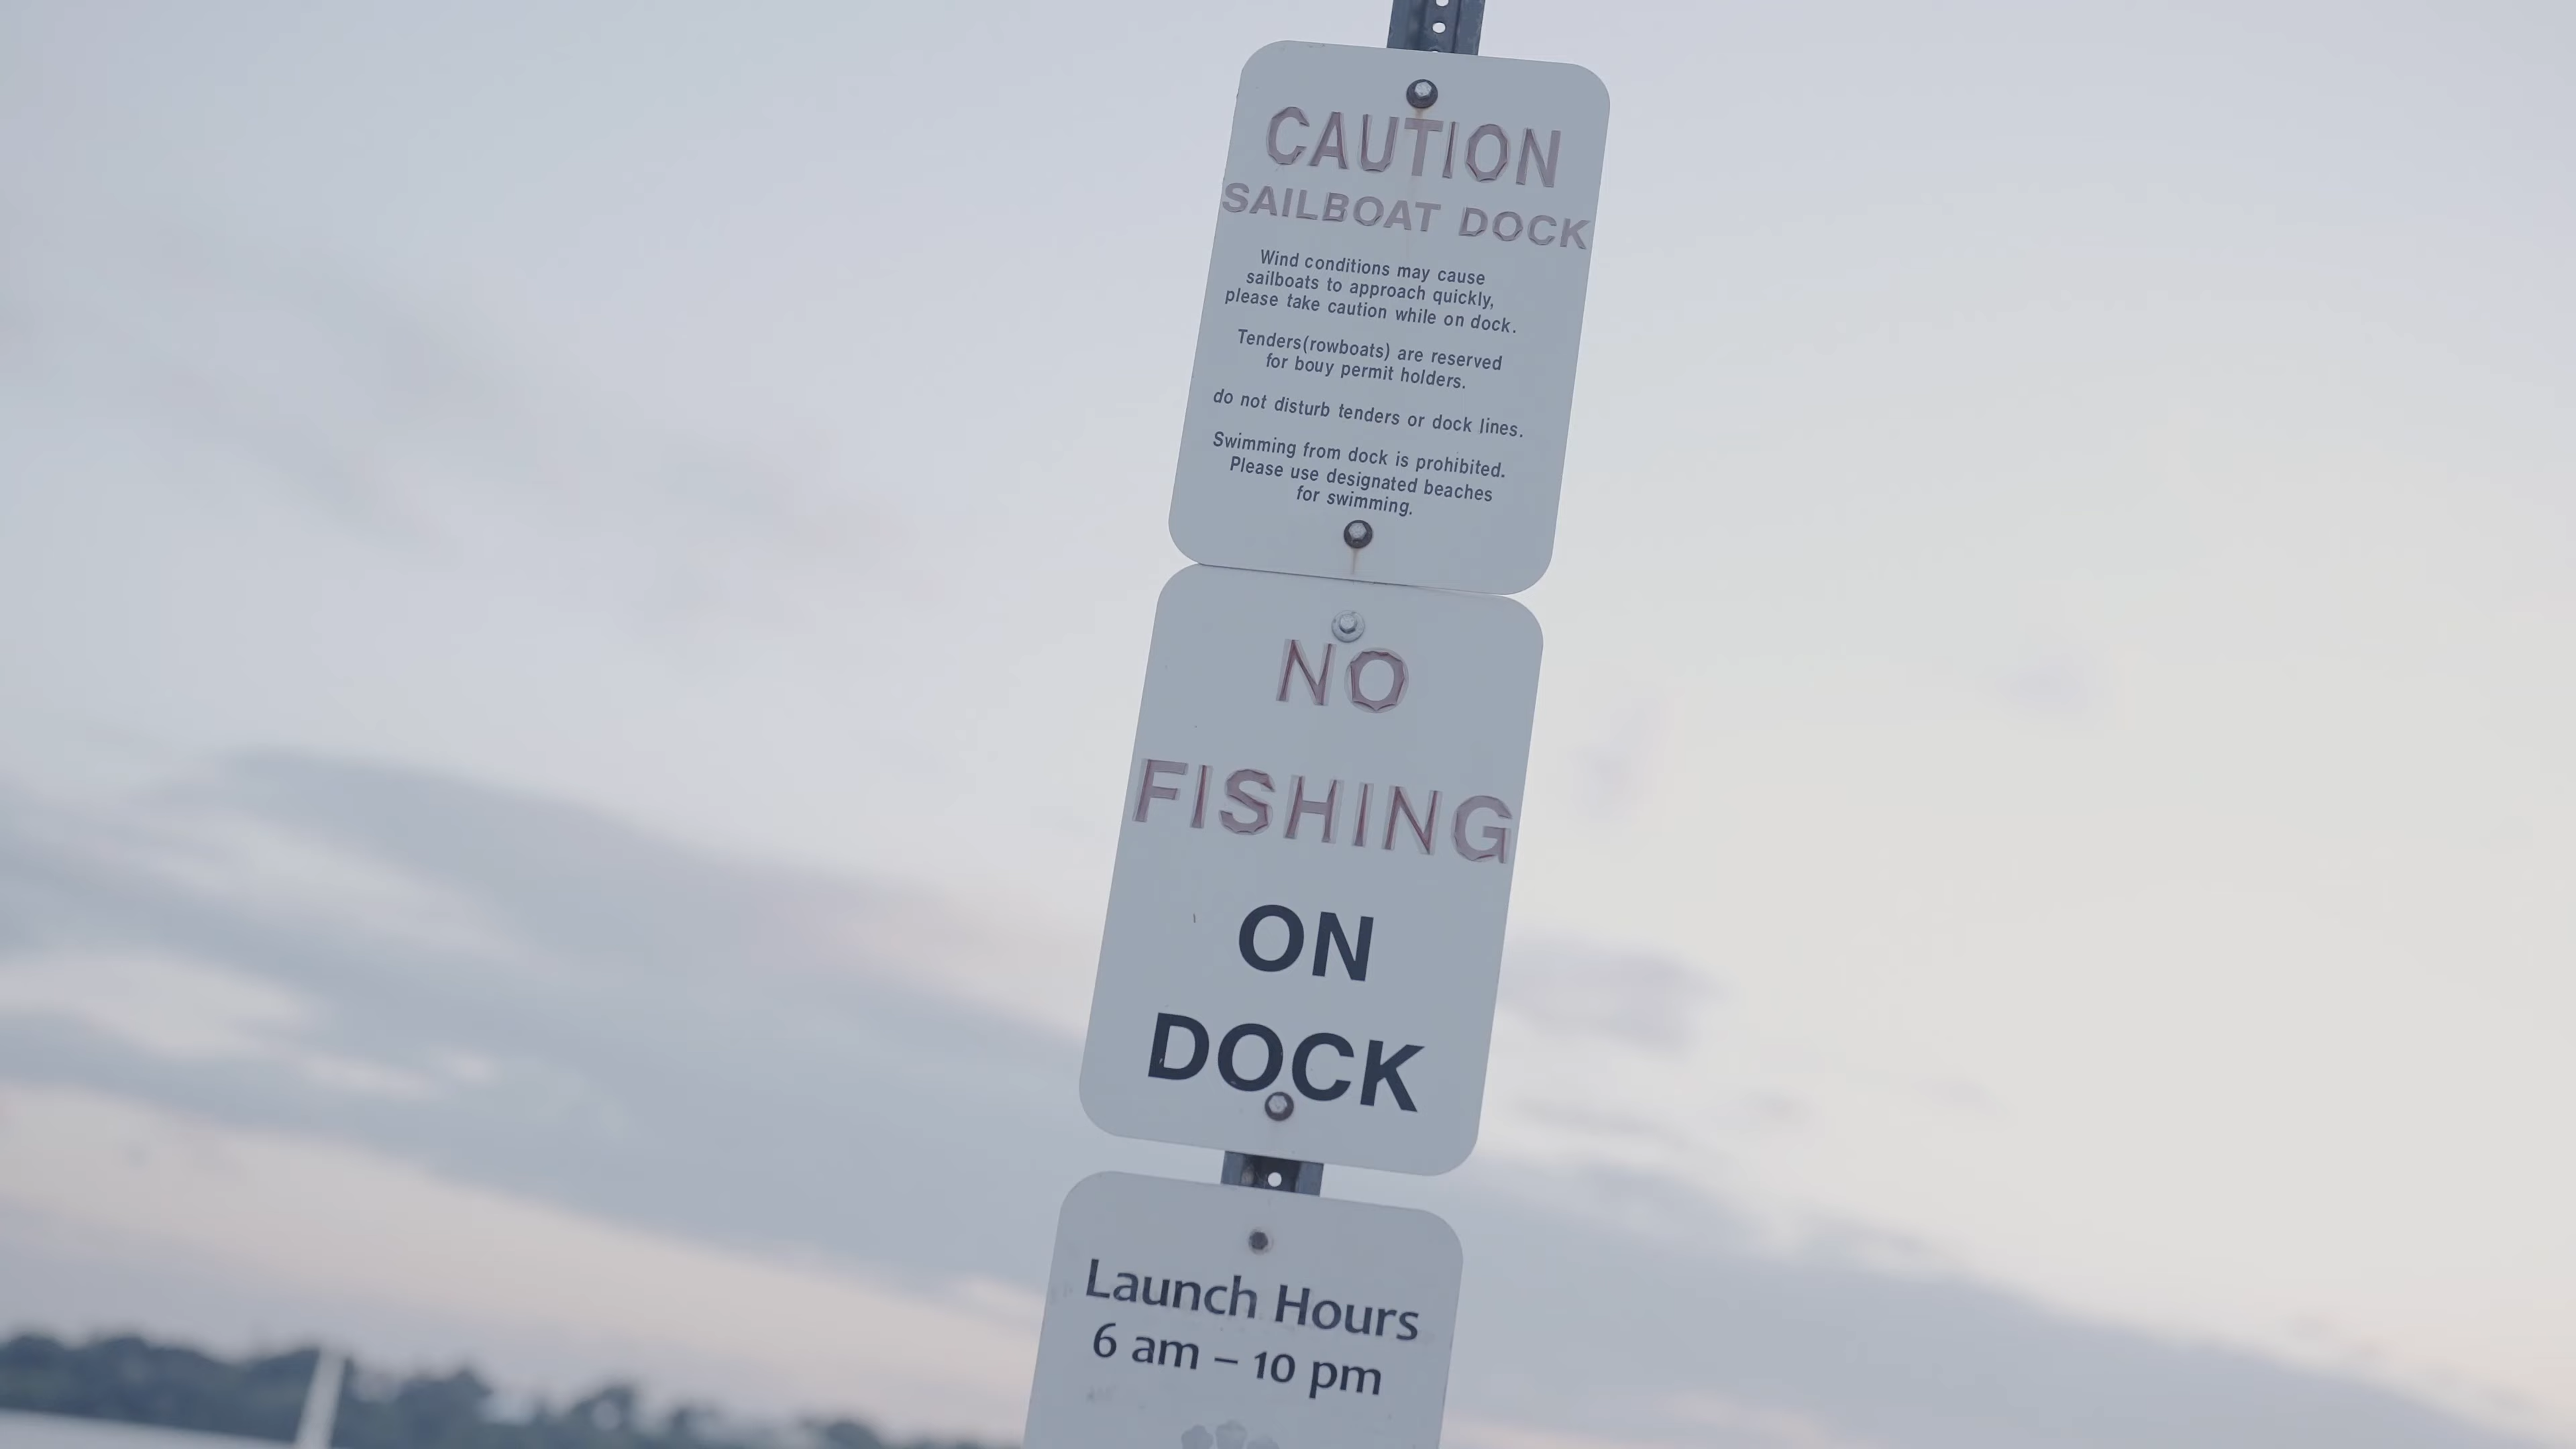 CAUTION
SAILBOAT DOCK
Wind conditions may cause
sailboats to approach quickly,
please take caution while on dock.
Tenders(rowboats) are reserved
for bouy permit holders.
do not disturb tenders or dock lines.
Swimming from dock is prohibited.
Please use designated beaches
for swimming.
NO
FISHING
ON
DOCK
Launch Hours
6 am – 10 pm